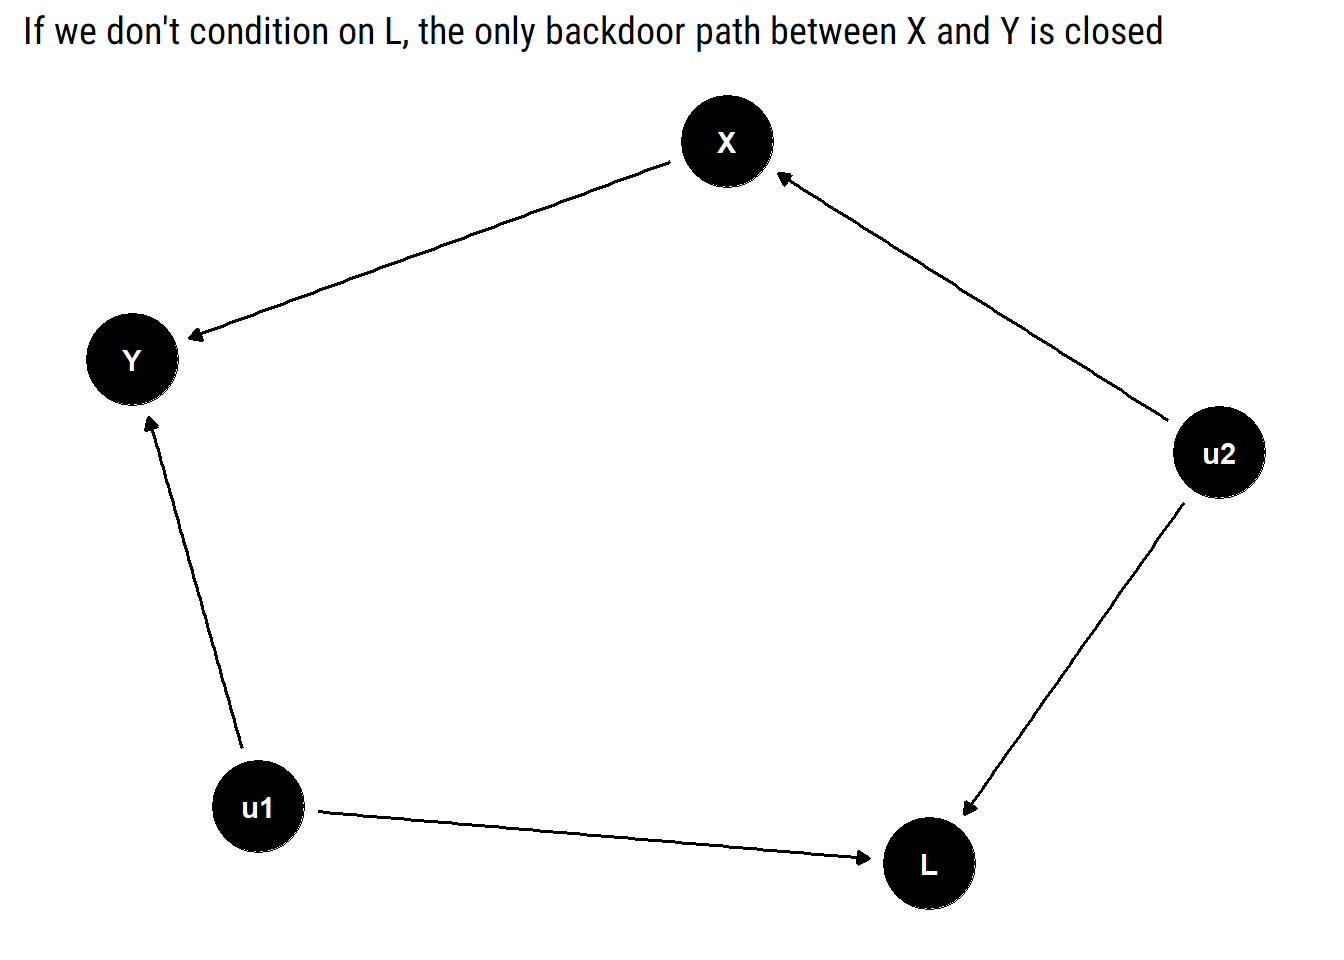 If we don't condition on L, the only backdoor path between X and Y is closed
X
Y
u2
u1
L